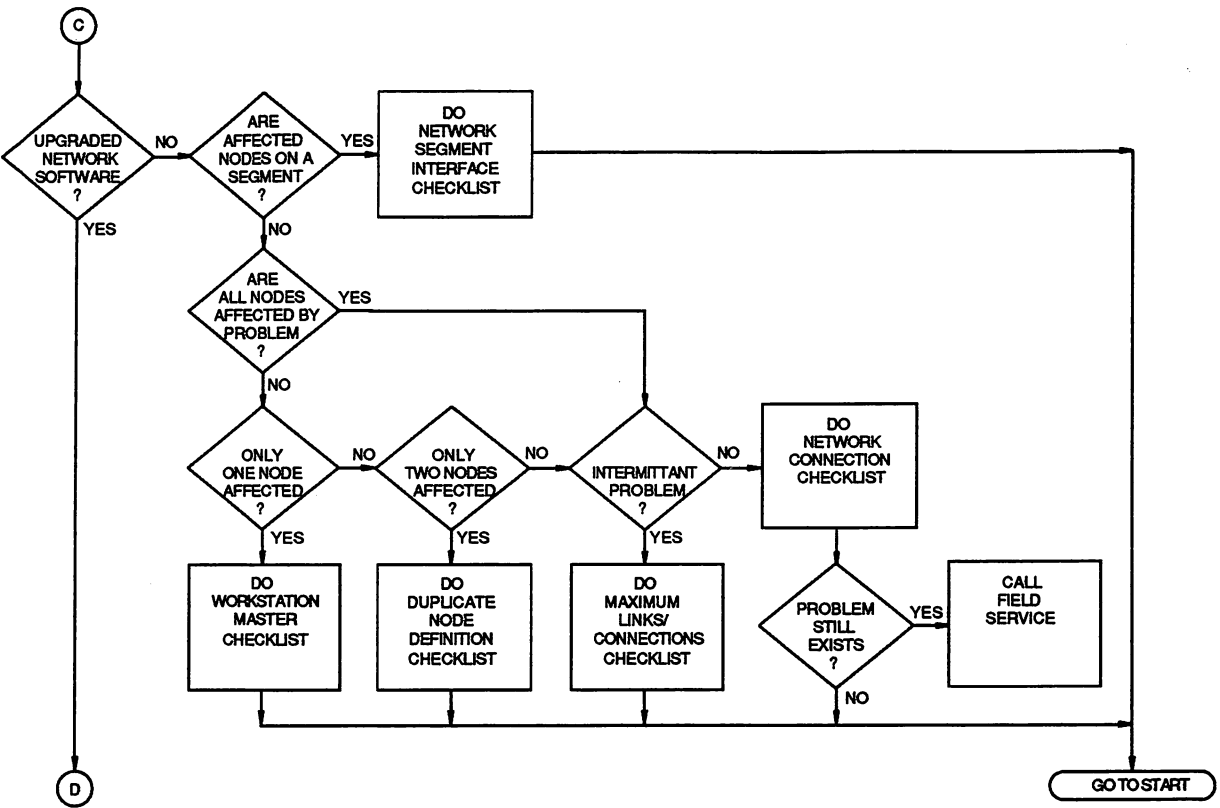 C
UPGRADED
NETWORK
SOFTWARE
?
NO
YES
ARE
AFFECTED
NODES ON A
SEGMENT
?
YES
NO
DO
NETWORK
SEGMENT
INTERFACE
CHECKLIST
ARE
ALL NODES
AFFECTED BY
PROBLEM
?
YES
NO
ONLY
ONE NODE
AFFECTED
?
NO
YES
ONLY
TWO NODES
AFFECTED
?
NO
YES
INTERMITTANT
PROBLEM
?
NO
YES
DO
NETWORK
CONNECTION
CHECKLIST
DO
WORKSTATION
MASTER
CHECKLIST
DO
DUPLICATE
NODE
DEFINITION
CHECKLIST
DO
MAXIMUM
LINKS/
CONNECTIONS
CHECKLIST
PROBLEM
STILL
EXISTS
?
YES
NO
CALL
FIELD
SERVICE
D
GO TO START